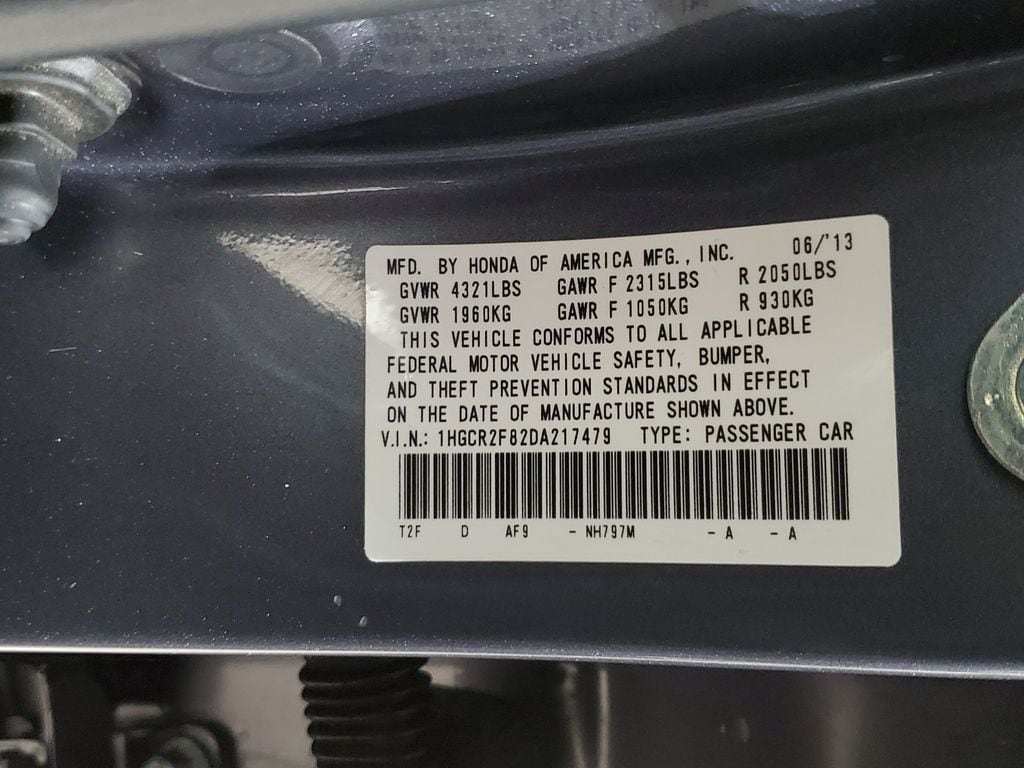 MFD. BY HONDA OF AMERICA MFG., INC. 06/'13
GVWR 4321LBS GAWR F 2315LBS R 2050LBS
GVWR 1960KG GAWR F 1050KG R 930KG
THIS VEHICLE CONFORMS TO ALL APPLICABLE
FEDERAL MOTOR VEHICLE SAFETY, BUMPER,
AND THEFT PREVENTION STANDARDS IN EFFECT
ON THE DATE OF MANUFACTURE SHOWN ABOVE.
V.I.N.: 1HGCR2F82DA217479 TYPE: PASSENGER CAR
T2F D AF9 - NH797M - A - A